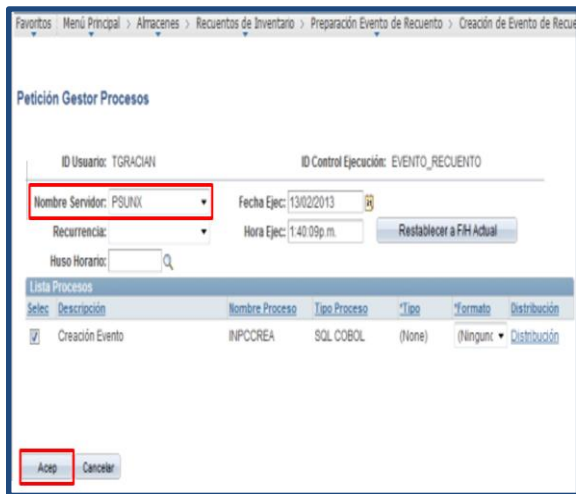 Favoritos Menú Principal > Almacenes > Recuentos de Inventario > Preparación Evento de Recuento > Creación de Evento de Recue
Petición Gestor Procesos
ID Usuario: TGRACIAN ID Control Ejecución: EVENTO_RECUENTO
Nombre Servidor: PSUNX Fecha Ejec: 13/02/2013
Recurrencia: Hora Ejec: 1:40:09p.m. Restablecer a F/H Actual
Huso Horario:
Lista Procesos
Selec Descripción Nombre Proceso Tipo Proceso *Tipo *Formato Distribución
Creación Evento INPCCREA SQL COBOL (None) (Ningunc Distribución
Acep Cancelar